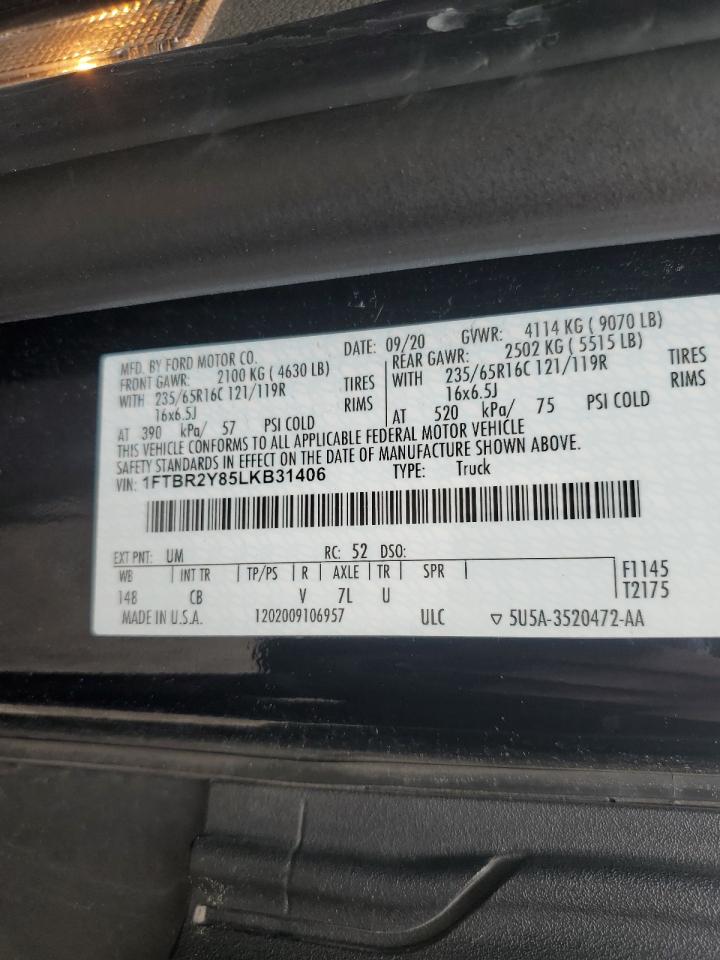 MFD. BY FORD MOTOR CO. DATE: 09/20 GVWR: 4114 KG ( 9070 LB)
FRONT GAWR: 2100 KG ( 4630 LB) REAR GAWR: 2502 KG ( 5515 LB)
WITH 235/65R16C 121/119R TIRES WITH 235/65R16C 121/119R TIRES
16x6.5J RIMS 16x6.5J RIMS
AT 390 kPa/ 57 PSI COLD AT 520 kPa/ 75 PSI COLD
THIS VEHICLE CONFORMS TO ALL APPLICABLE FEDERAL MOTOR VEHICLE
SAFETY STANDARDS IN EFFECT ON THE DATE OF MANUFACTURE SHOWN ABOVE.
VIN: 1FTBR2Y85LKB31406 TYPE: Truck
EXT PNT: UM RC: 52 DSO:
WB INT TR TP/PS R AXLE TR SPR F1145
148 CB V 7L U T2175
MADE IN U.S.A. 1202009106957 ULC ▽ 5U5A-3520472-AA